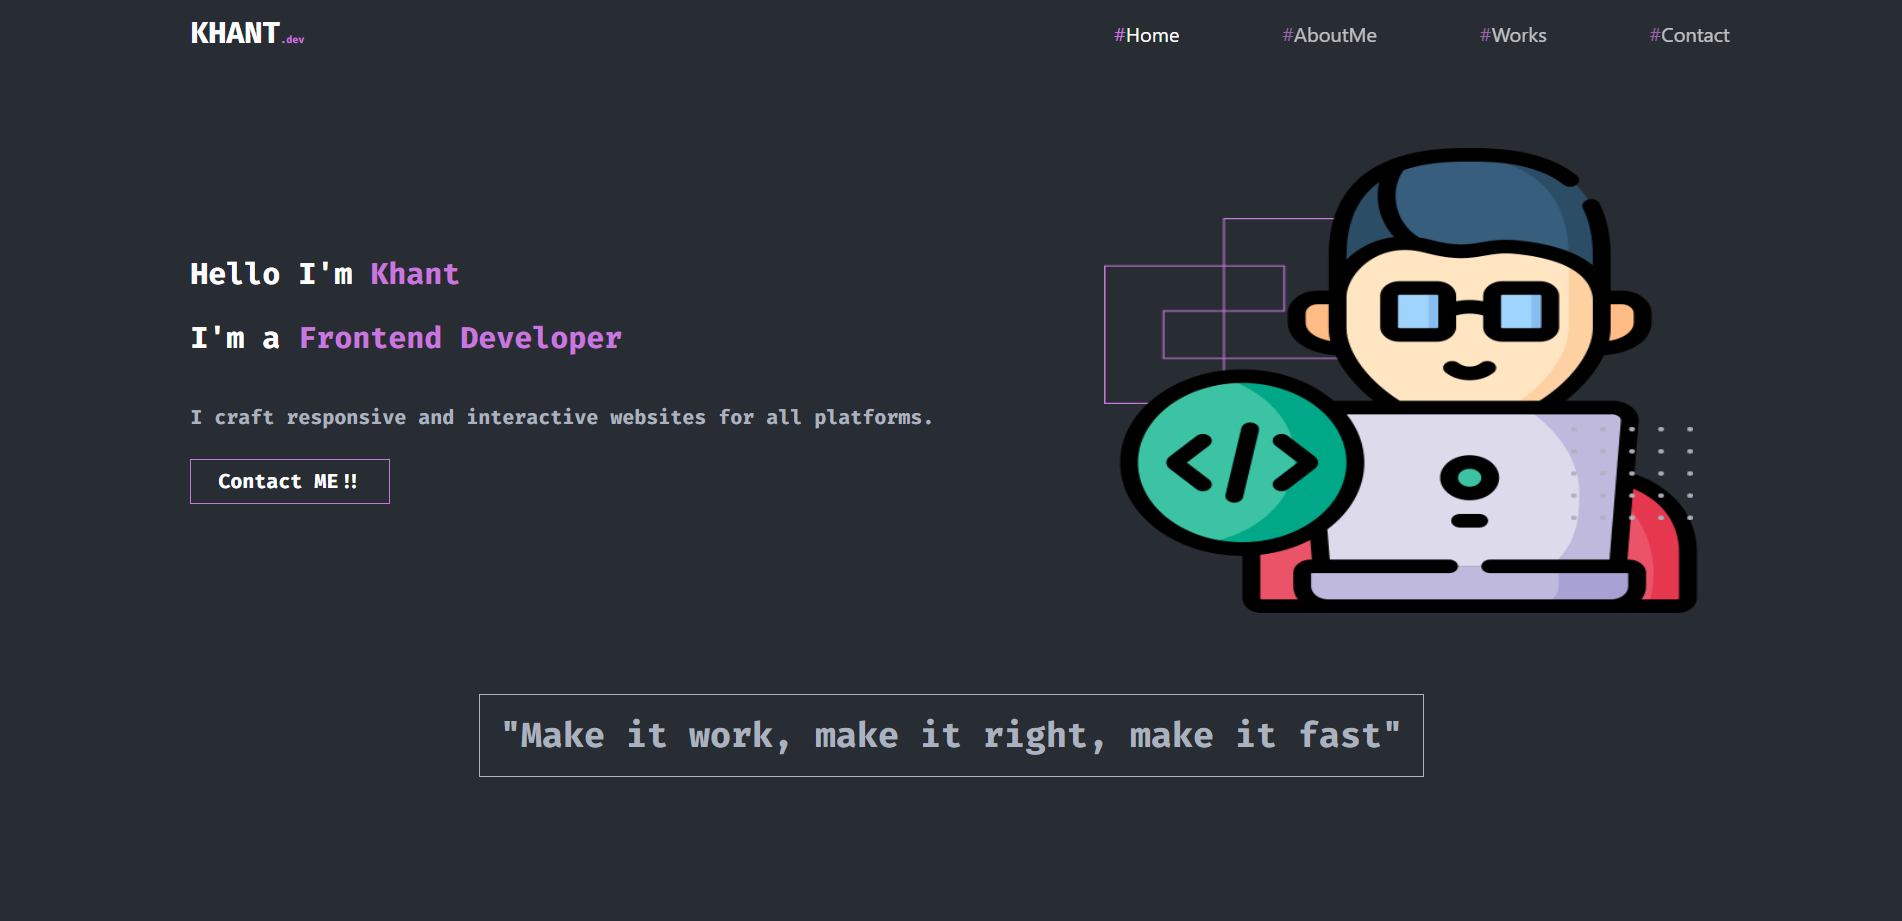 KHANT.dev
#Home #AboutMe #Works #Contact
Hello I'm Khant
I'm a Frontend Developer
I craft responsive and interactive websites for all platforms.
Contact ME!!
</>
"Make it work, make it right, make it fast"